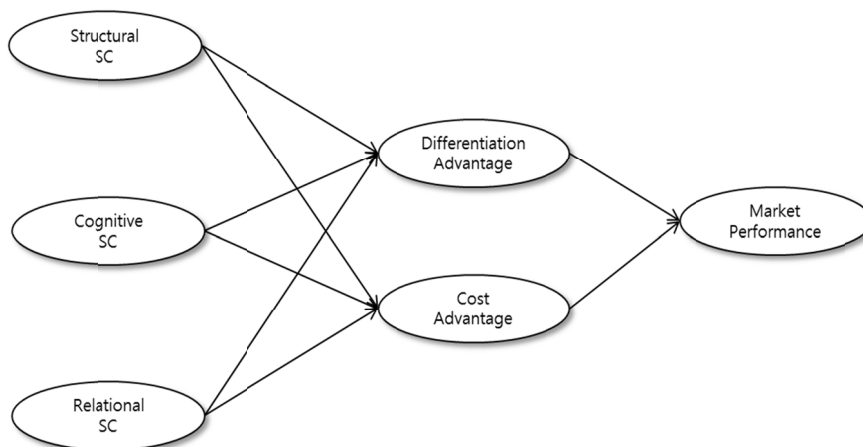 Structural
SC
Differentiation
Advantage
Cognitive
SC
Market
Performance
Cost
Advantage
Relational
SC